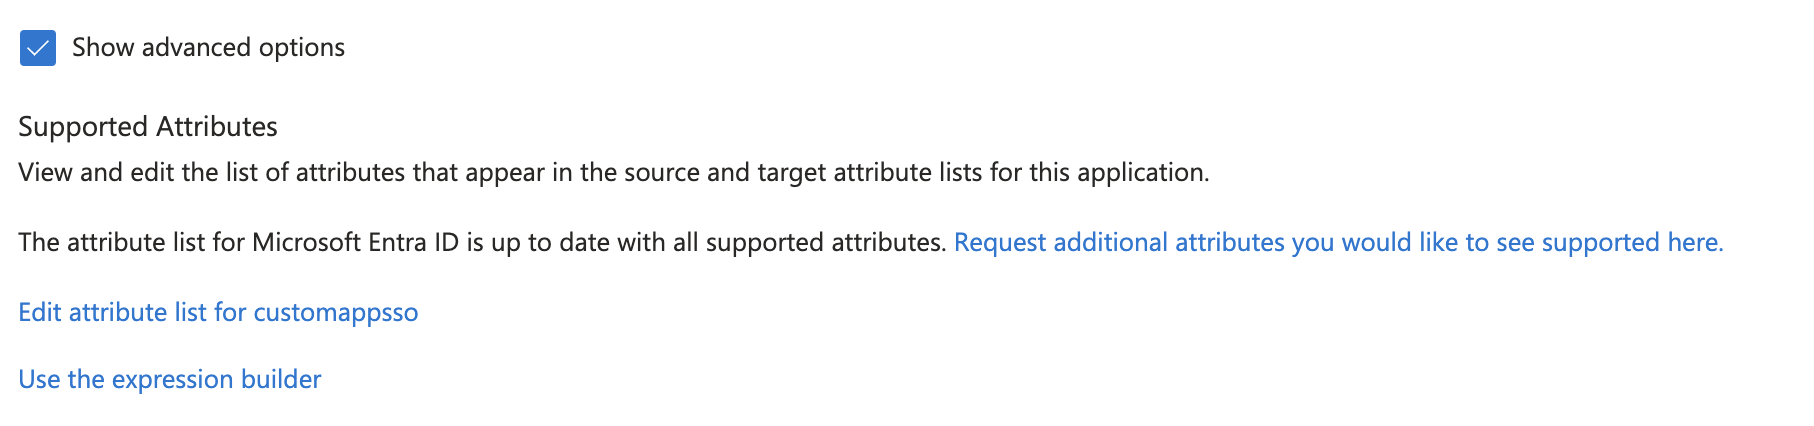 Show advanced options
Supported Attributes
View and edit the list of attributes that appear in the source and target attribute lists for this application.
The attribute list for Microsoft Entra ID is up to date with all supported attributes. Request additional attributes you would like to see supported here.
Edit attribute list for customappsso
Use the expression builder